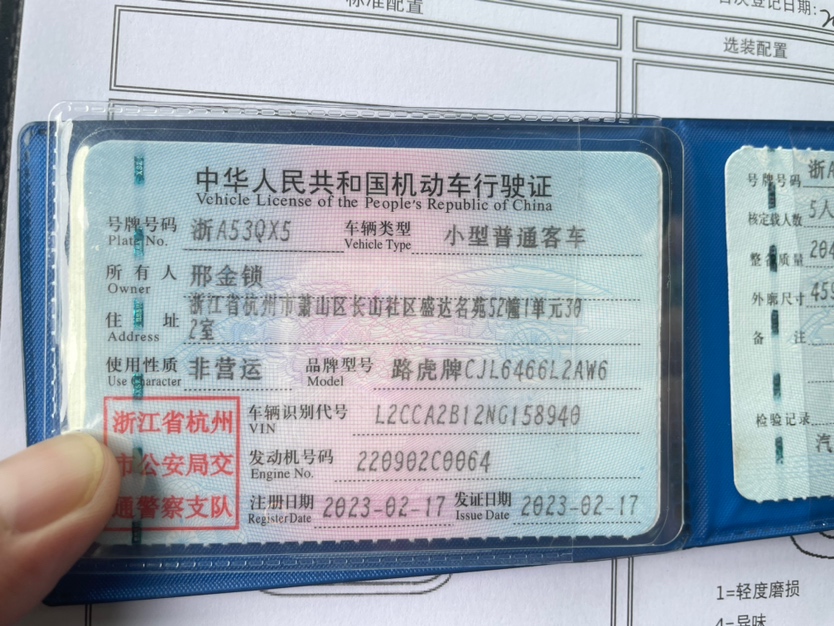 标准配置
首次登记日期:
选装配置
中华人民共和国机动车行驶证
Vehicle License of the People's Republic of China
号牌号码 浙A53QX5 车辆类型 小型普通客车
Plate No. Vehicle Type
所有人 邢金锁
Owner
住址 浙江省杭州市萧山区长山社区盛达名苑52幢1单元30
2室
Address
使用性质 非营运 品牌型号 路虎牌CJL6466L2AW6
Use Character Model
浙江省杭州
市公安局交
通警察支队
车辆识别代号 L2CCA2B12NG158940
VIN
发动机号码 220902C0064
Engine No.
注册日期 2023-02-17 发证日期 2023-02-17
Register Date Issue Date
号牌号码 浙A
核定载人数 5人
整备质量 204
外廓尺寸 459
备注
检验记录
汽
1=轻度磨损
4=异味